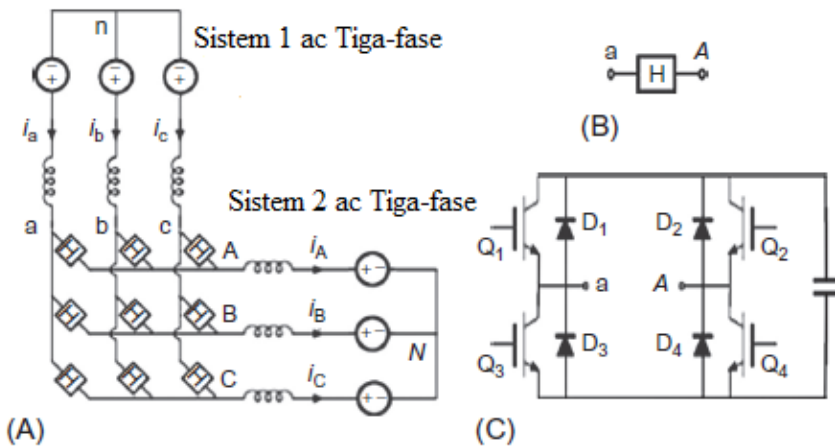 n
Sistem 1 ac Tiga-fase
− + − + − +
i_a i_b i_c
a b c
Sistem 2 ac Tiga-fase
A i_A + −
B i_B + −
N
C i_C + −
H H H
H H H
H H H
(A)
a H A
(B)
Q₁ D₁ D₂ Q₂
a A
Q₃ D₃ D₄ Q₄
(C)